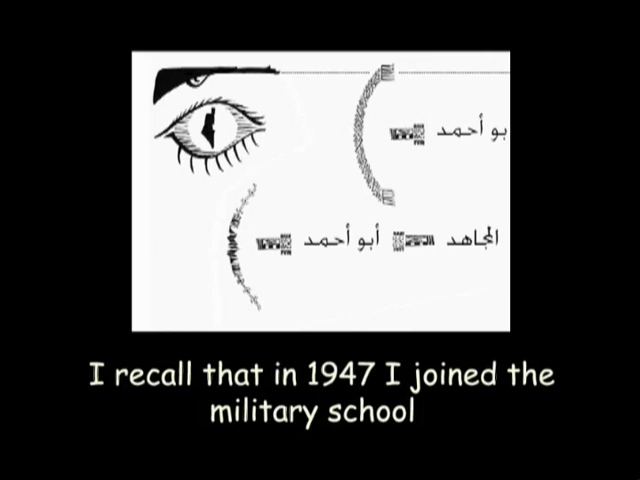 بو أحمد
المجاهد أبو أحمد
I recall that in 1947 I joined the
military school